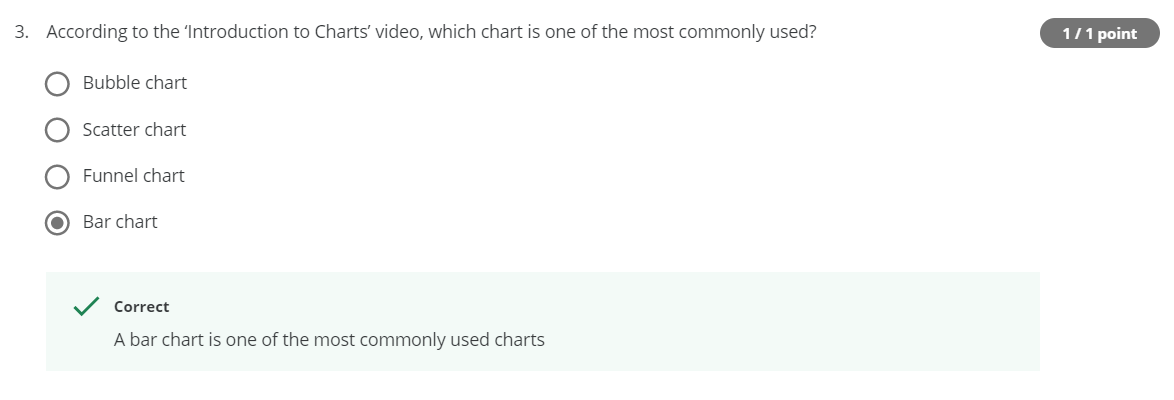 3. According to the ‘Introduction to Charts’ video, which chart is one of the most commonly used?
1 / 1 point
Bubble chart
Scatter chart
Funnel chart
Bar chart
Correct
A bar chart is one of the most commonly used charts